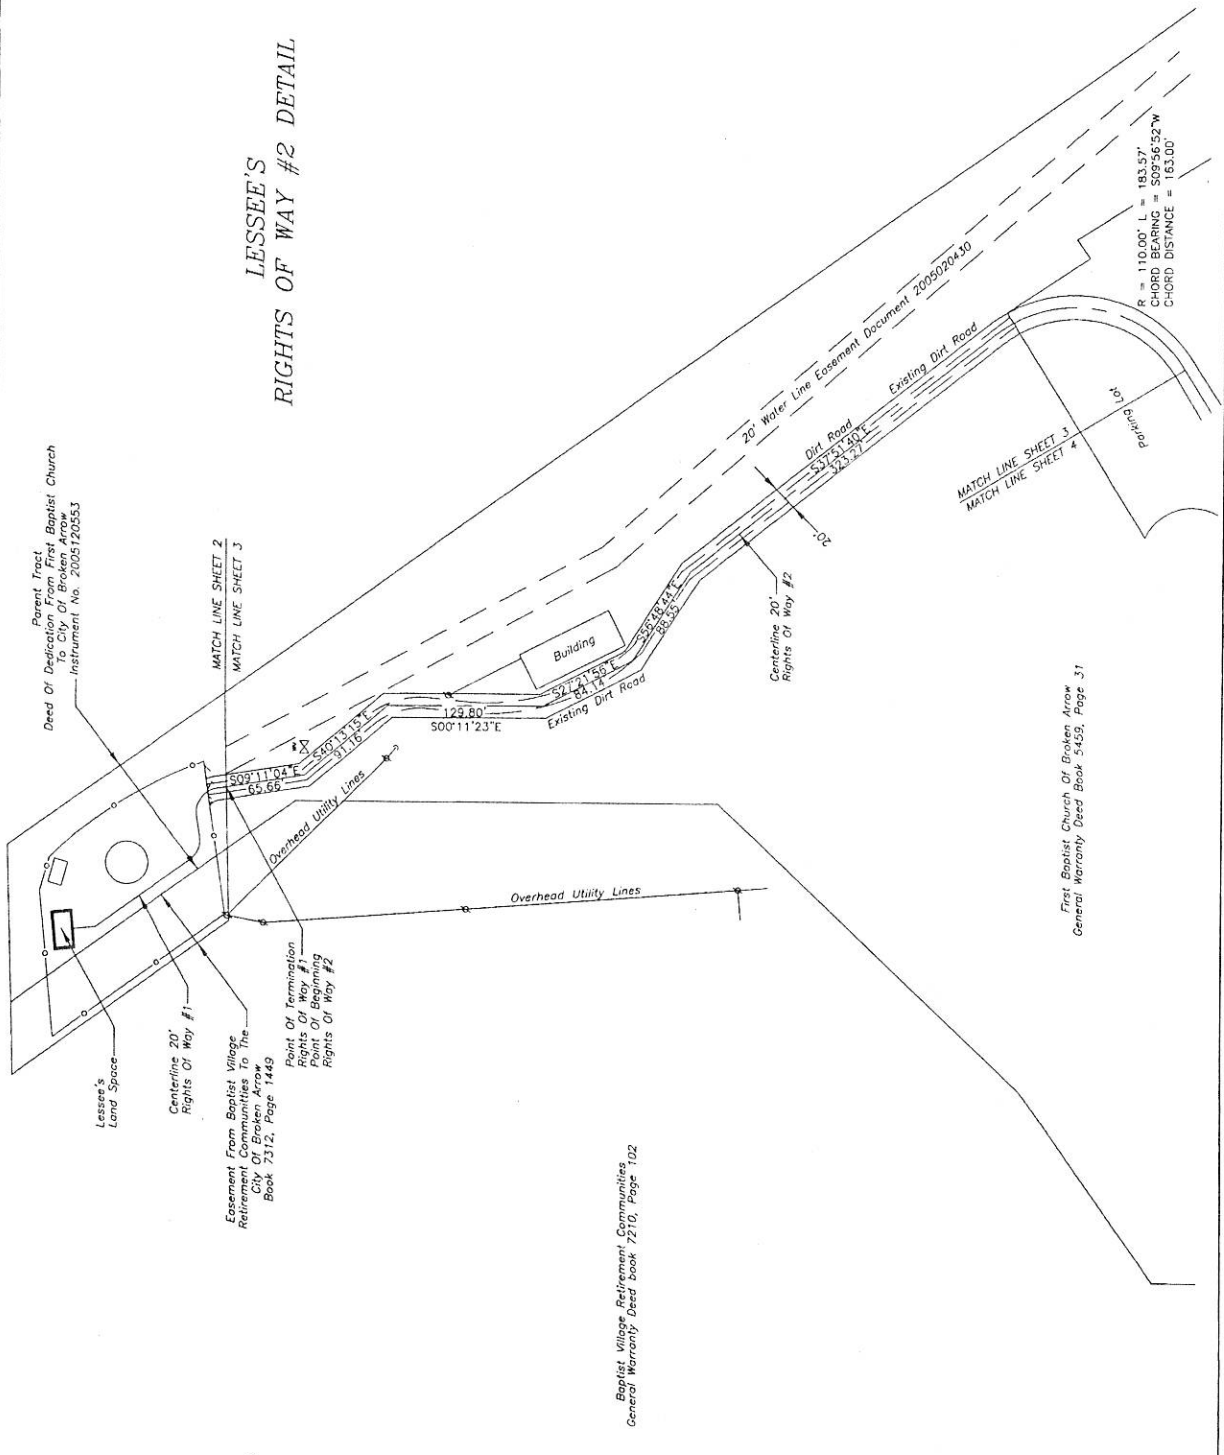 LESSEE'S
RIGHTS OF WAY #2 DETAIL
Parent Tract
Deed Of Dedication From First Baptist Church
To City Of Broken Arrow
Instrument No. 2005120553
MATCH LINE SHEET 2
MATCH LINE SHEET 3
Lessee's
Land Space
Centerline 20'
Rights Of Way #1
Easement From Baptist Village
Retirement Communitties To The
City Of Broken Arrow
Book 7312, Page 1449
Point Of Termination
Rights Of Way #1
Point Of Beginning
Rights Of Way #2
S09°11'04"E
65.66'
S40°13'15"E
91.16'
129.80'
S00°11'23"E
S27°21'56"E
84.14'
S56°48'44"E
88.55'
S37°51'40"E
323.27'
Overhead Utility Lines
Overhead Utility Lines
Building
Existing Dirt Road
Centerline 20'
Rights Of Way #2
20'
Dirt Road
Existing Dirt Road
20' Water Line Easement Document 2005020430
R = 110.00' L = 183.57'
CHORD BEARING = S09°56'52"W
CHORD DISTANCE = 163.00'
Parking Lot
MATCH LINE SHEET 3
MATCH LINE SHEET 4
First Baptist Church Of Broken Arrow
General Warranty Deed Book 5459, Page 31
Baptist Village Retirement Communities
General Warranty Deed book 7210, Page 102